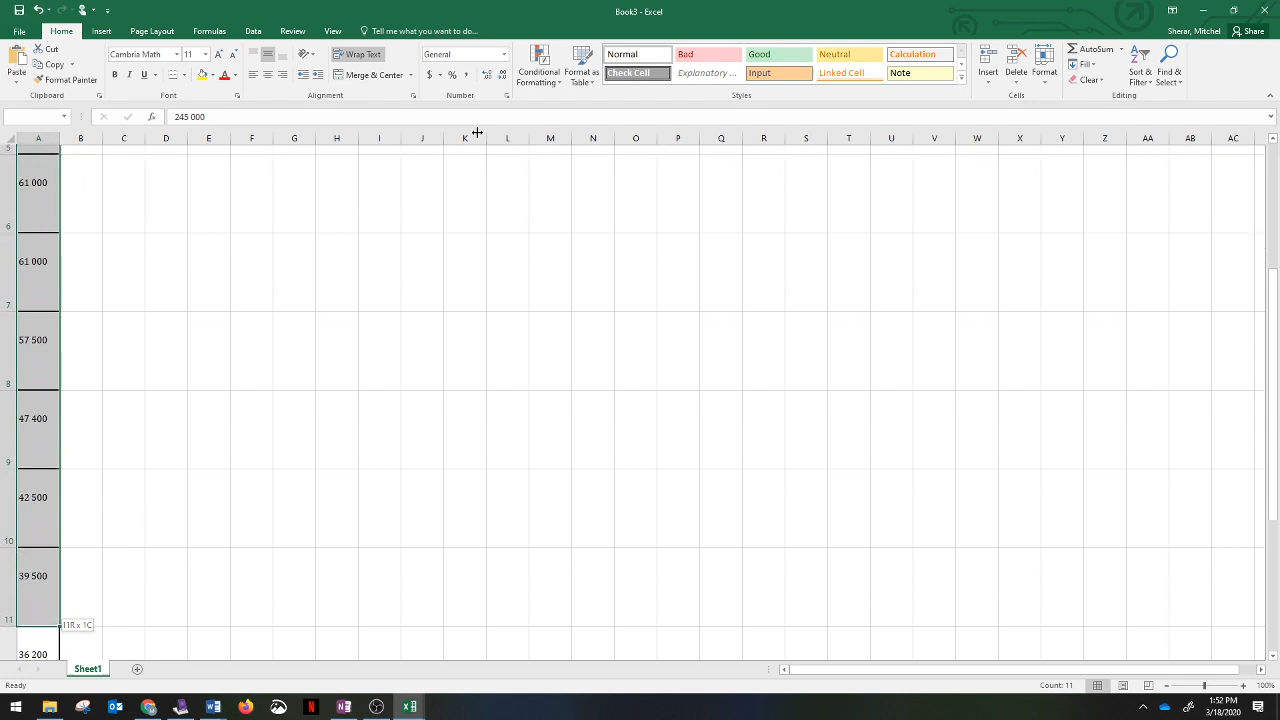 Book3 - Excel
File Home Insert Page Layout Formulas Data Review View Tell me what you want to do... Shear, Mitchel Share
Cut Cambria Math 11 A A Wrap Text General Normal Bad Good Neutral Calculation AutoSum
Paste Copy Conditional Formatting Format as Table Insert Delete Format Fill Sort & Filter Find & Select
Format Painter B I U A Merge & Center $ % , Check Cell Explanatory ... Input Linked Cell Note Clear
Clipboard Font Alignment Number Styles Cells Editing
fx 245 000
A B C D E F G H I J K L M N O P Q R S T U V W X Y Z AA AB AC
5
61 000
6
61 000
7
57 500
8
47 400
9
42 500
10
39 500
11
11R x 1C
36 200
Sheet1
Ready Count: 11 100%
1:52 PM
3/18/2020